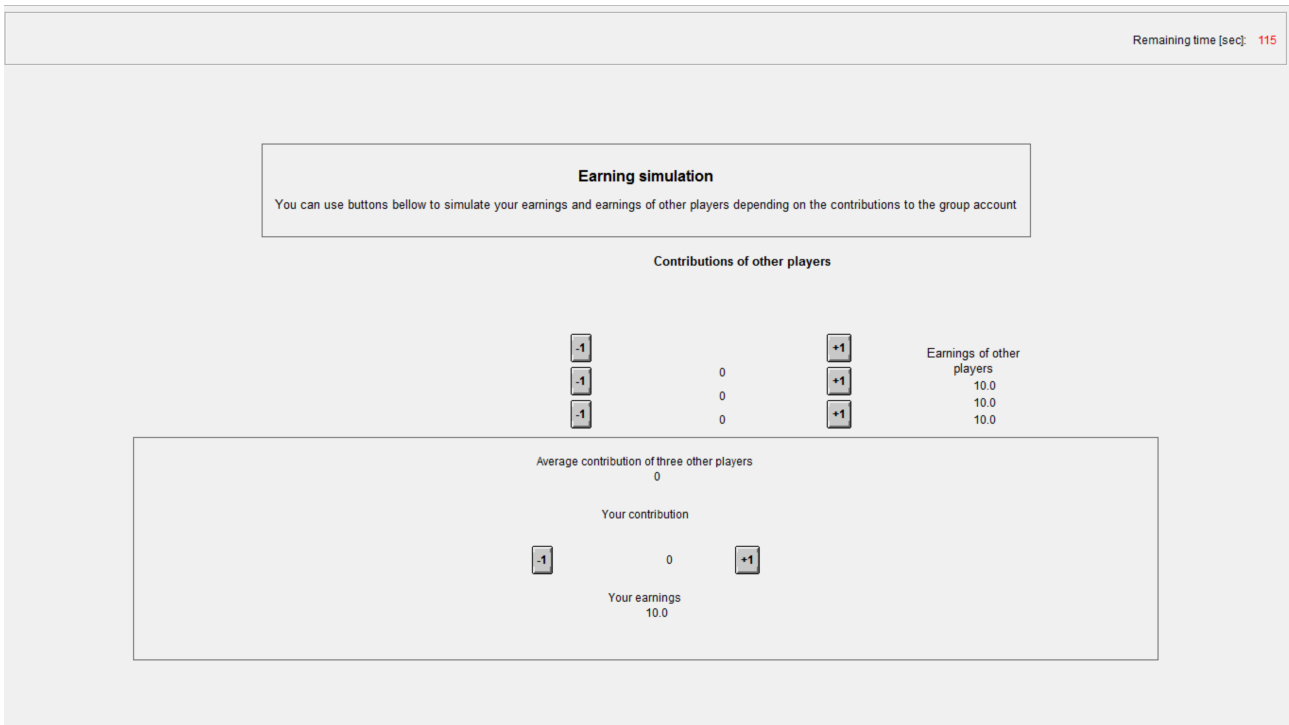 Remaining time [sec]: 115
Earning simulation
You can use buttons bellow to simulate your earnings and earnings of other players depending on the contributions to the group account
Contributions of other players
-1 +1
Earnings of other
players
-1 0 +1 10.0
0 10.0
-1 0 +1 10.0
Average contribution of three other players
0
Your contribution
-1 0 +1
Your earnings
10.0